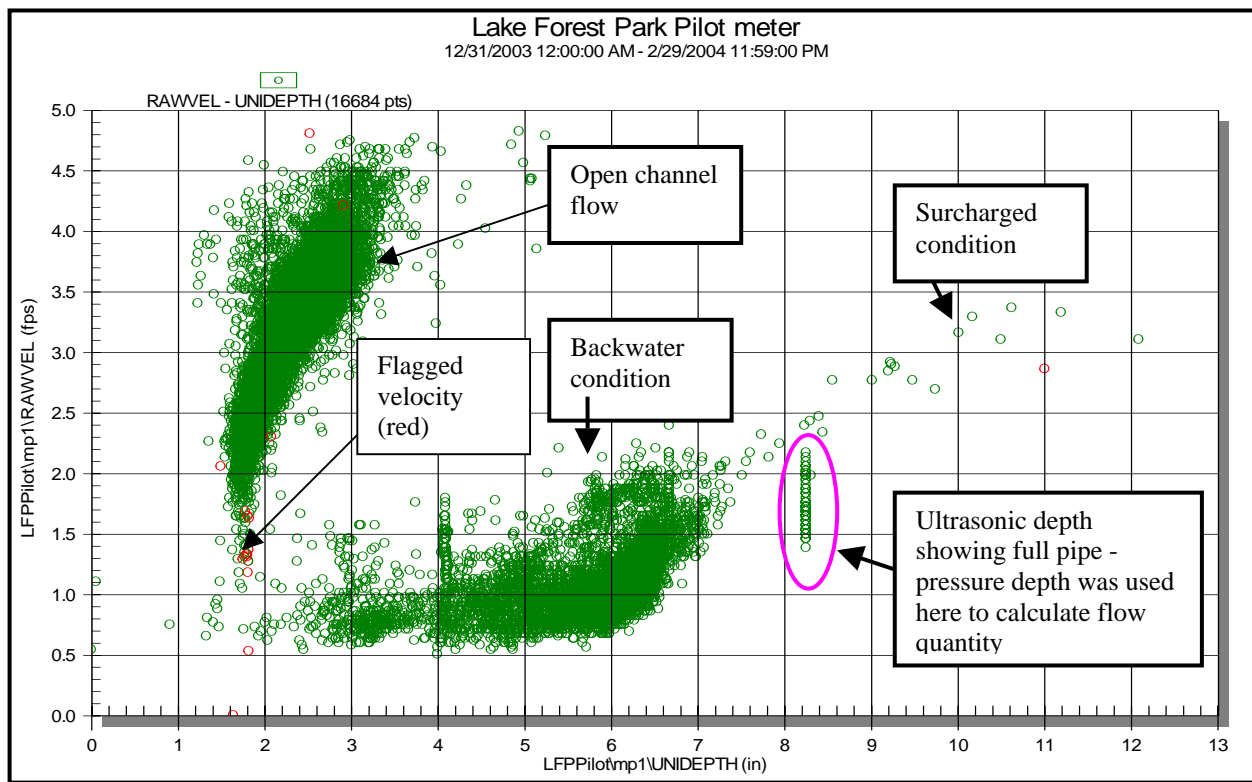 Lake Forest Park Pilot meter
12/31/2003 12:00:00 AM - 2/29/2004 11:59:00 PM
RAWVEL - UNIDEPTH (16684 pts)
LFPPilot\mp1\RAWVEL (fps)
5.0
4.5
4.0
3.5
3.0
2.5
2.0
1.5
1.0
0.5
0.0
Open channel
flow
Surcharged
condition
Flagged
velocity
(red)
Backwater
condition
Ultrasonic depth
showing full pipe -
pressure depth was used
here to calculate flow
quantity
0 1 2 3 4 5 6 7 8 9 10 11 12 13
LFPPilot\mp1\UNIDEPTH (in)